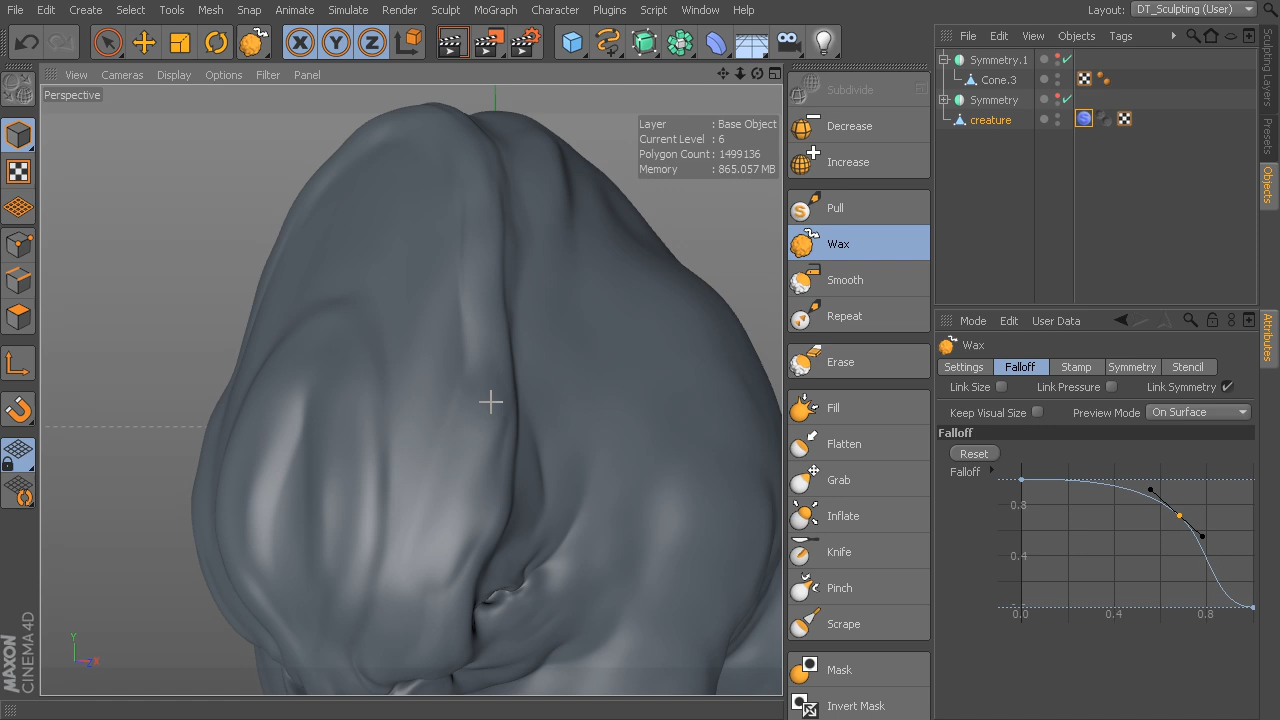 File Edit Create Select Tools Mesh Snap Animate Simulate Render Sculpt MoGraph Character Plugins Script Window Help
Layout: DT_Sculpting (User)
View Cameras Display Options Filter Panel
Perspective
Layer : Base Object
Current Level : 6
Polygon Count : 1499136
Memory : 865.057 MB
X Y Z
Subdivide
Decrease
Increase
Pull
Wax
Smooth
Repeat
Erase
Fill
Flatten
Grab
Inflate
Knife
Pinch
Scrape
Mask
Invert Mask
File Edit View Objects Tags
Symmetry.1
Cone.3
Symmetry
creature
Sculpting Layers
Presets
Objects
Attributes
Mode Edit User Data
Wax
Settings Falloff Stamp Symmetry Stencil
Link Size Link Pressure Link Symmetry
Keep Visual Size Preview Mode On Surface
Falloff
Reset
Falloff
0.8
0.4
0.0 0.4 0.8
Y
X
Z
MAXON
CINEMA 4D